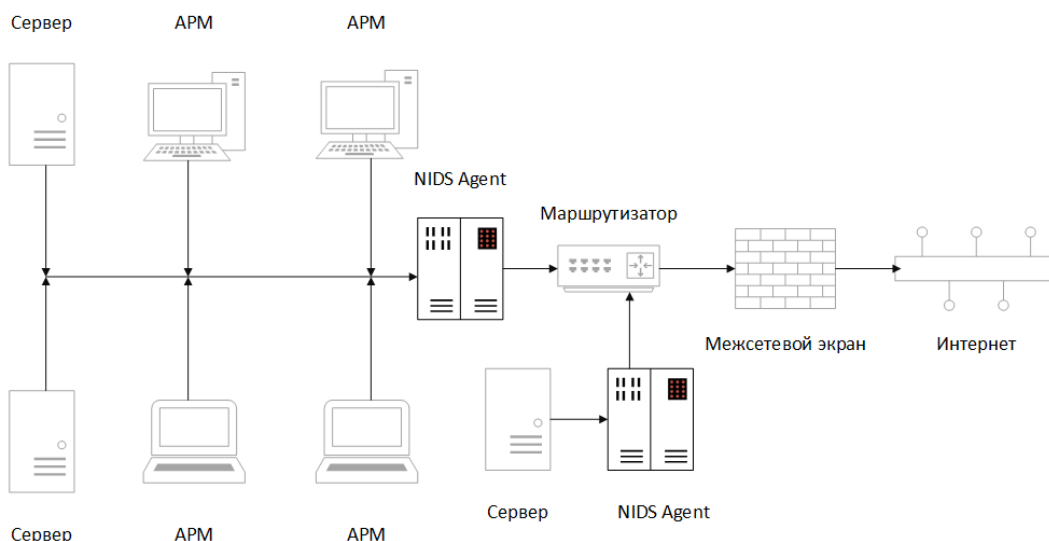 Сервер
АРМ
АРМ
NIDS Agent
Маршрутизатор
Межсетевой экран
Интернет
Сервер
NIDS Agent
Сервер
АРМ
АРМ